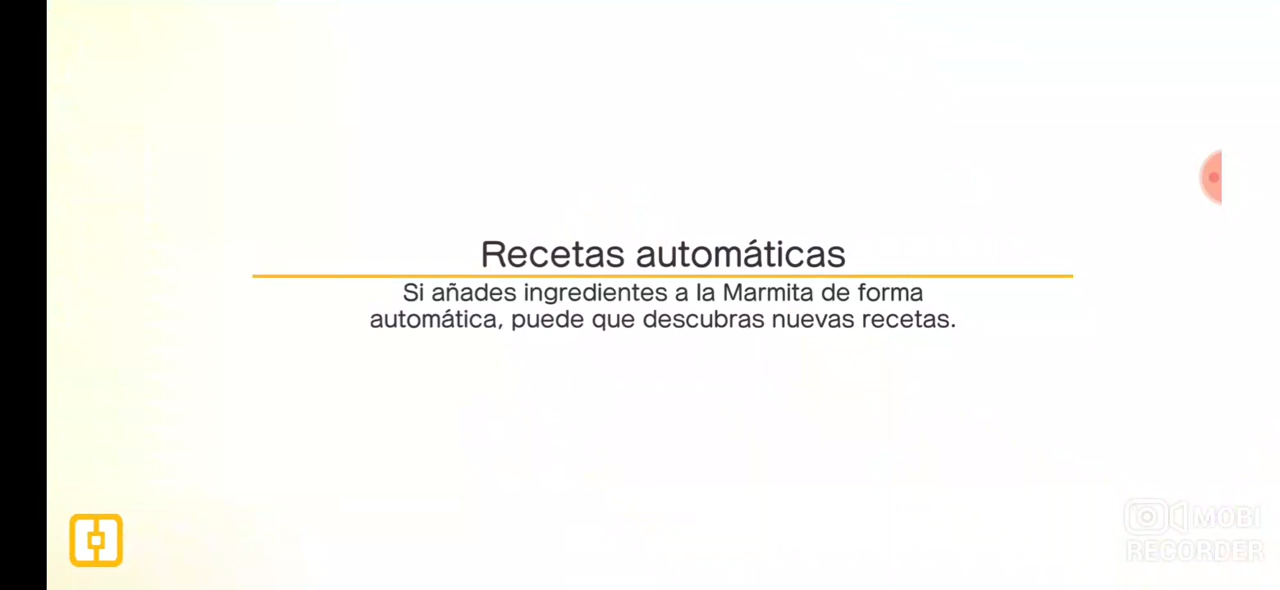 Recetas automáticas
Si añades ingredientes a la Marmita de forma
automática, puede que descubras nuevas recetas.
MOBI
RECORDER